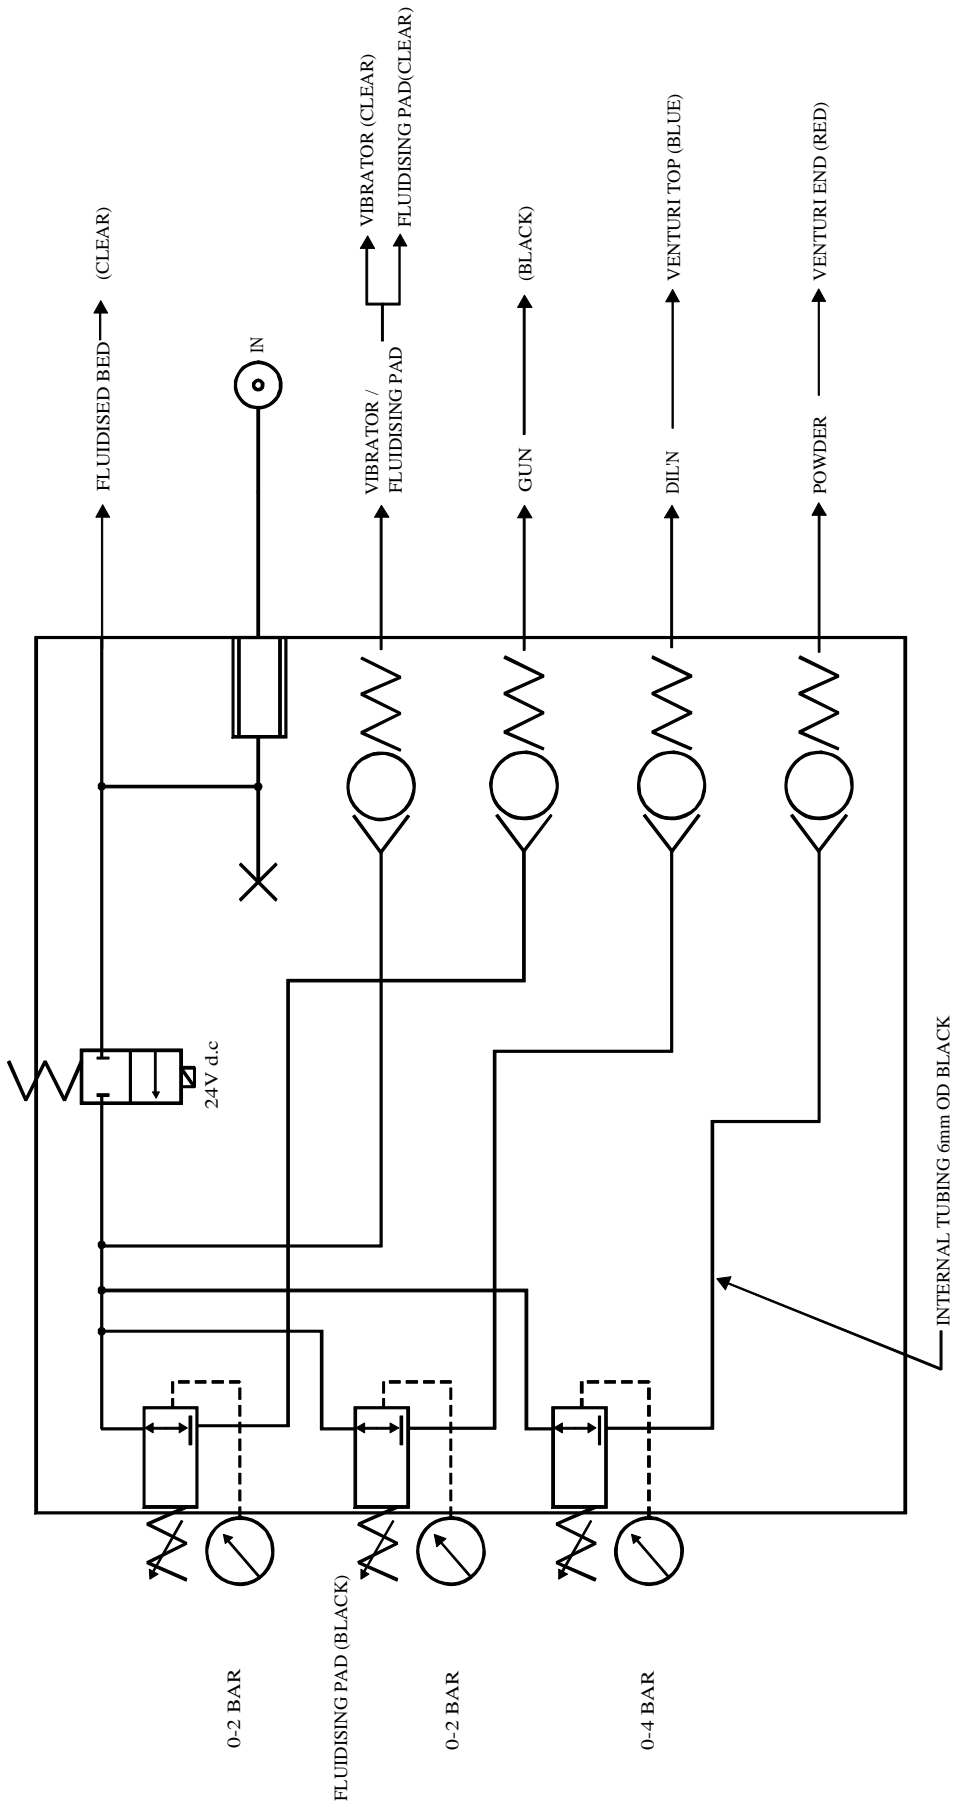 FLUIDISED BED
(CLEAR)
IN
VIBRATOR /
FLUIDISING PAD
VIBRATOR (CLEAR)
FLUIDISING PAD(CLEAR)
GUN
(BLACK)
DIL'N
VENTURI TOP (BLUE)
POWDER
VENTURI END (RED)
24V d.c
INTERNAL TUBING 6mm OD BLACK
0-2 BAR
FLUIDISING PAD (BLACK)
0-2 BAR
0-4 BAR